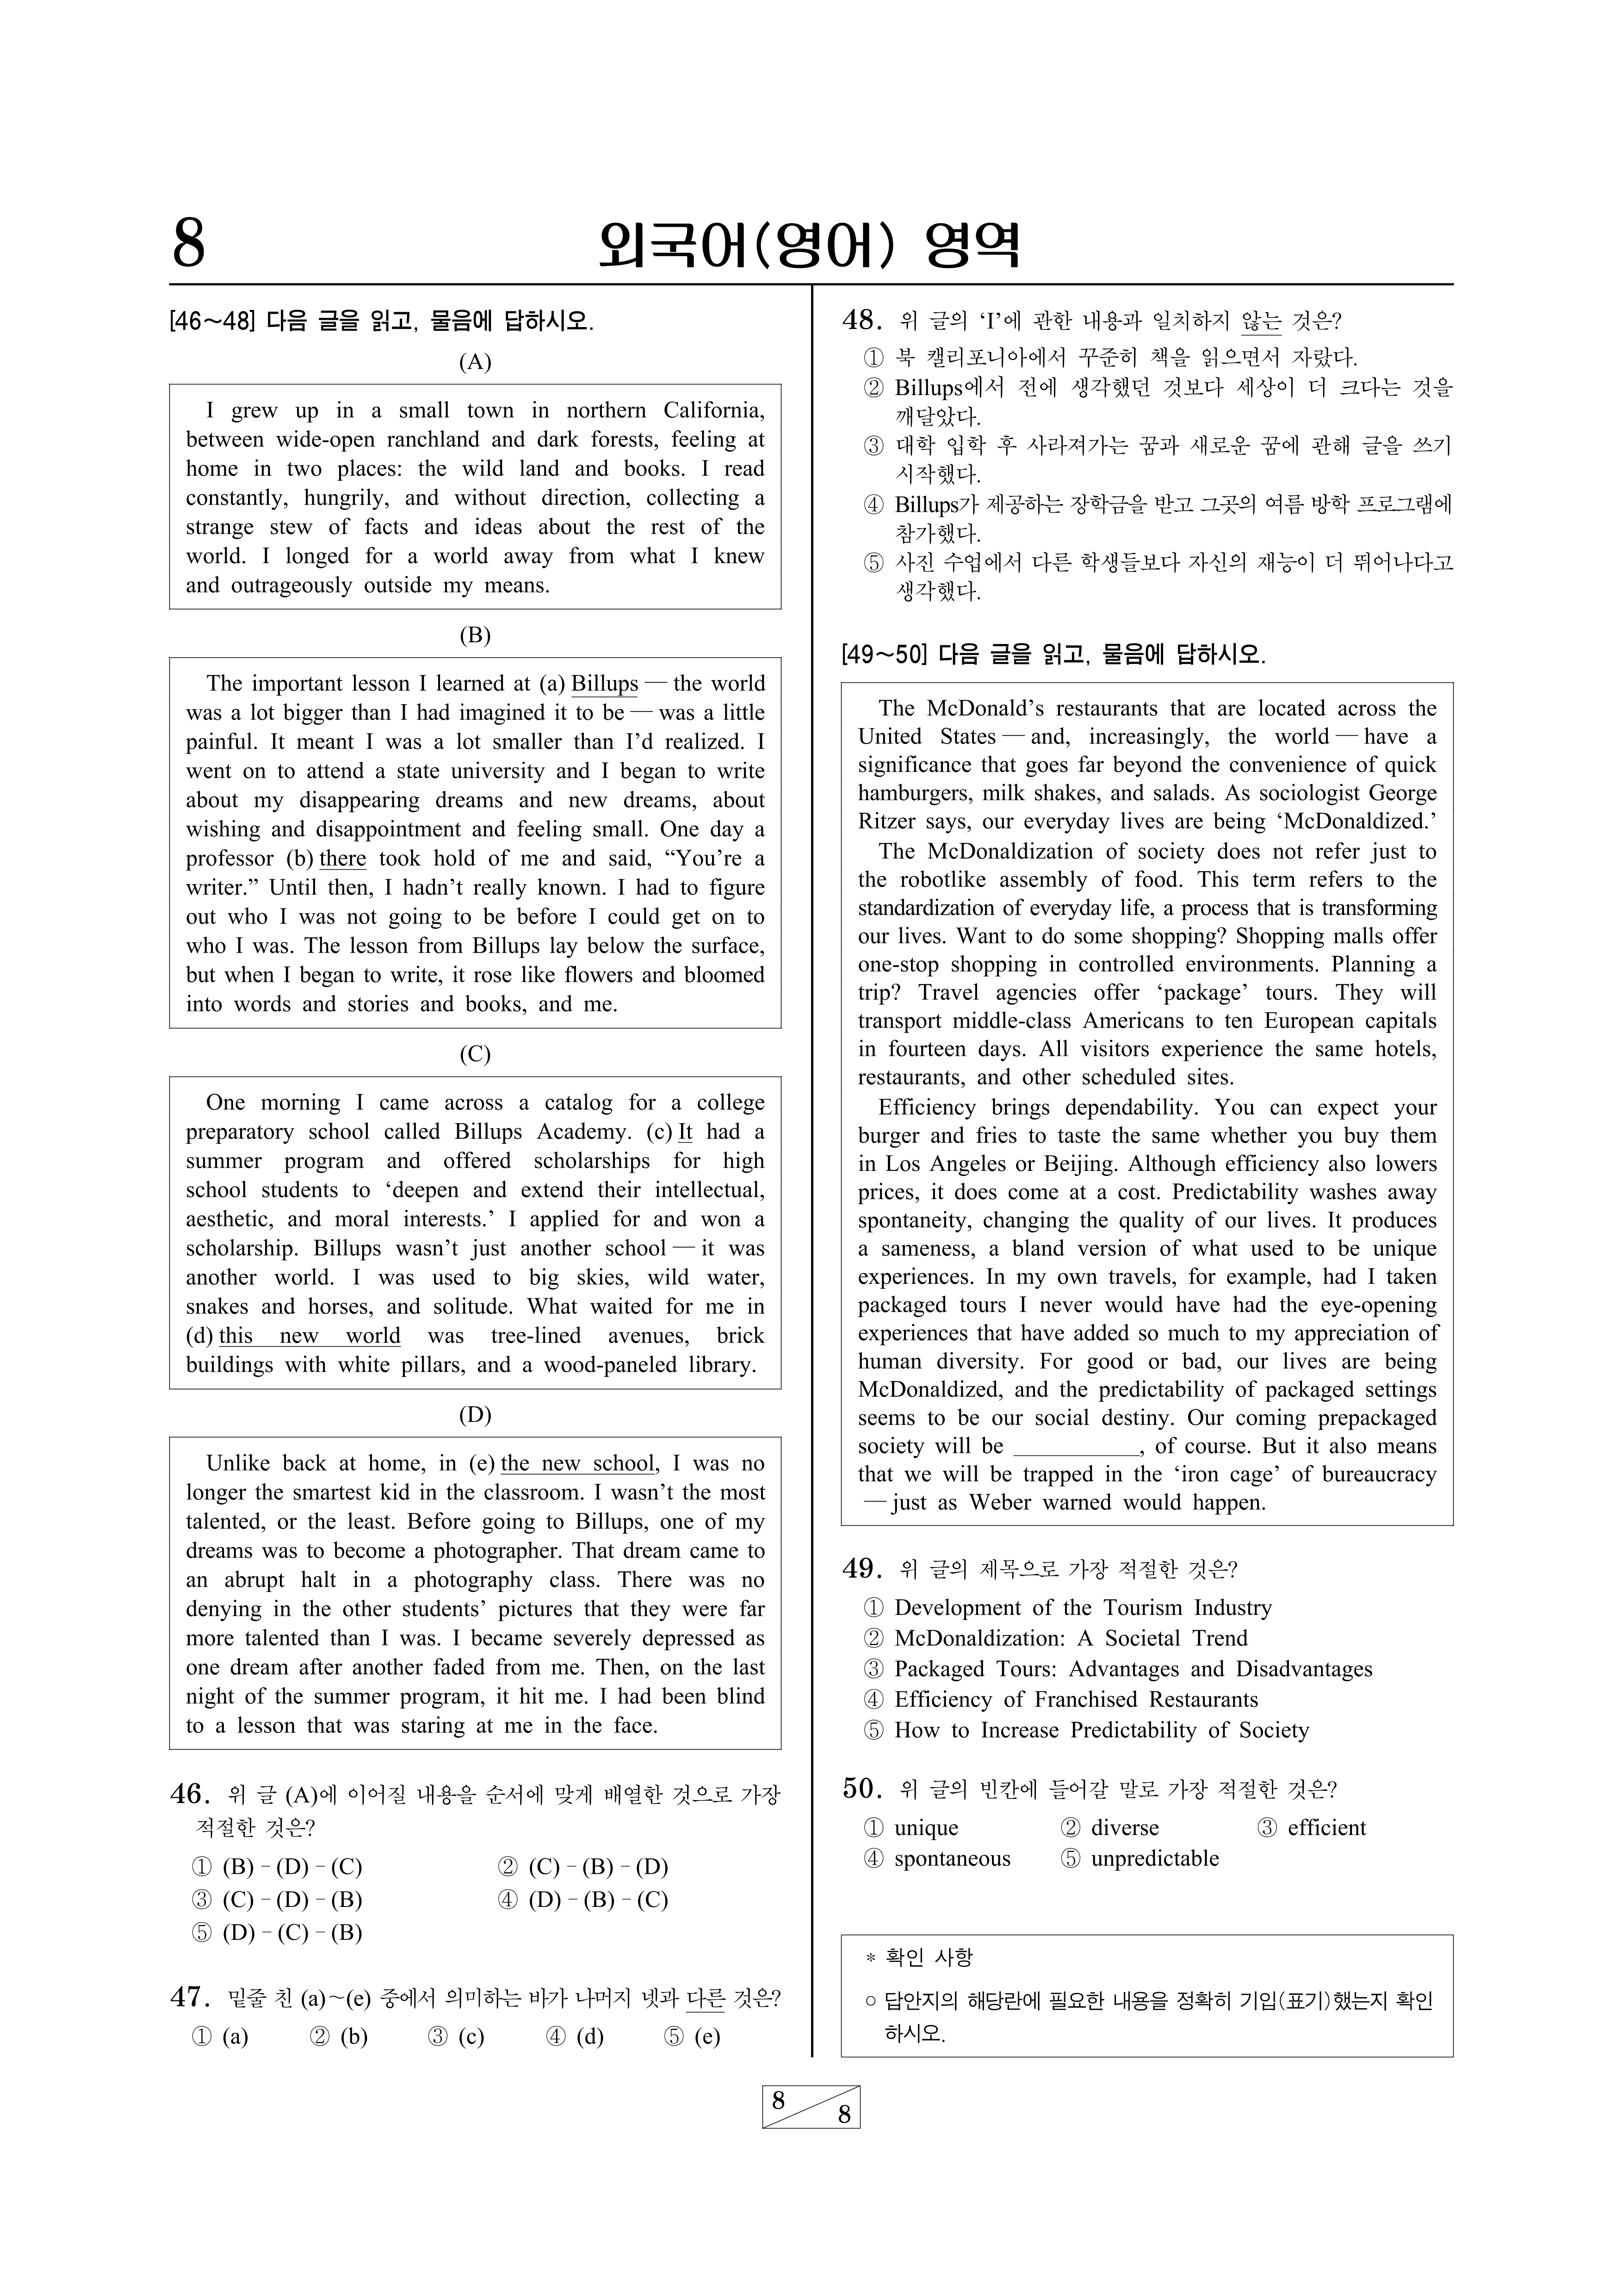 8
외국어(영어) 영역
[46～48] 다음 글을 읽고, 물음에 답하시오.
(A)
I grew up in a small town in northern California,
between wide-open ranchland and dark forests, feeling at
home in two places: the wild land and books. I read
constantly, hungrily, and without direction, collecting a
strange stew of facts and ideas about the rest of the
world. I longed for a world away from what I knew
and outrageously outside my means.
(B)
The important lesson I learned at (a) Billups ― the world
was a lot bigger than I had imagined it to be ― was a little
painful. It meant I was a lot smaller than I’d realized. I
went on to attend a state university and I began to write
about my disappearing dreams and new dreams, about
wishing and disappointment and feeling small. One day a
professor (b) there took hold of me and said, “You’re a
writer.” Until then, I hadn’t really known. I had to figure
out who I was not going to be before I could get on to
who I was. The lesson from Billups lay below the surface,
but when I began to write, it rose like flowers and bloomed
into words and stories and books, and me.
(C)
One morning I came across a catalog for a college
preparatory school called Billups Academy. (c) It had a
summer program and offered scholarships for high
school students to ‘deepen and extend their intellectual,
aesthetic, and moral interests.’ I applied for and won a
scholarship. Billups wasn’t just another school ― it was
another world. I was used to big skies, wild water,
snakes and horses, and solitude. What waited for me in
(d) this new world was tree-lined avenues, brick
buildings with white pillars, and a wood-paneled library.
(D)
Unlike back at home, in (e) the new school, I was no
longer the smartest kid in the classroom. I wasn’t the most
talented, or the least. Before going to Billups, one of my
dreams was to become a photographer. That dream came to
an abrupt halt in a photography class. There was no
denying in the other students’ pictures that they were far
more talented than I was. I became severely depressed as
one dream after another faded from me. Then, on the last
night of the summer program, it hit me. I had been blind
to a lesson that was staring at me in the face.
46. 위 글 (A)에 이어질 내용을 순서에 맞게 배열한 것으로 가장
적절한 것은?
① (B) - (D) - (C) ② (C) - (B) - (D)
③ (C) - (D) - (B) ④ (D) - (B) - (C)
⑤ (D) - (C) - (B)
47. 밑줄 친 (a)～(e) 중에서 의미하는 바가 나머지 넷과 다른 것은?
① (a) ② (b) ③ (c) ④ (d) ⑤ (e)
48. 위 글의 ‘I’에 관한 내용과 일치하지 않는 것은?
① 북 캘리포니아에서 꾸준히 책을 읽으면서 자랐다.
② Billups에서 전에 생각했던 것보다 세상이 더 크다는 것을
깨달았다.
③ 대학 입학 후 사라져가는 꿈과 새로운 꿈에 관해 글을 쓰기
시작했다.
④ Billups가 제공하는 장학금을 받고 그곳의 여름 방학 프로그램에
참가했다.
⑤ 사진 수업에서 다른 학생들보다 자신의 재능이 더 뛰어나다고
생각했다.
[49～50] 다음 글을 읽고, 물음에 답하시오.
The McDonald’s restaurants that are located across the
United States ― and, increasingly, the world ― have a
significance that goes far beyond the convenience of quick
hamburgers, milk shakes, and salads. As sociologist George
Ritzer says, our everyday lives are being ‘McDonaldized.’
The McDonaldization of society does not refer just to
the robotlike assembly of food. This term refers to the
standardization of everyday life, a process that is transforming
our lives. Want to do some shopping? Shopping malls offer
one-stop shopping in controlled environments. Planning a
trip? Travel agencies offer ‘package’ tours. They will
transport middle-class Americans to ten European capitals
in fourteen days. All visitors experience the same hotels,
restaurants, and other scheduled sites.
Efficiency brings dependability. You can expect your
burger and fries to taste the same whether you buy them
in Los Angeles or Beijing. Although efficiency also lowers
prices, it does come at a cost. Predictability washes away
spontaneity, changing the quality of our lives. It produces
a sameness, a bland version of what used to be unique
experiences. In my own travels, for example, had I taken
packaged tours I never would have had the eye-opening
experiences that have added so much to my appreciation of
human diversity. For good or bad, our lives are being
McDonaldized, and the predictability of packaged settings
seems to be our social destiny. Our coming prepackaged
society will be ___________, of course. But it also means
that we will be trapped in the ‘iron cage’ of bureaucracy
― just as Weber warned would happen.
49. 위 글의 제목으로 가장 적절한 것은?
① Development of the Tourism Industry
② McDonaldization: A Societal Trend
③ Packaged Tours: Advantages and Disadvantages
④ Efficiency of Franchised Restaurants
⑤ How to Increase Predictability of Society
50. 위 글의 빈칸에 들어갈 말로 가장 적절한 것은?
① unique ② diverse ③ efficient
④ spontaneous ⑤ unpredictable
* 확인 사항
○ 답안지의 해당란에 필요한 내용을 정확히 기입(표기)했는지 확인
하시오.
8
8